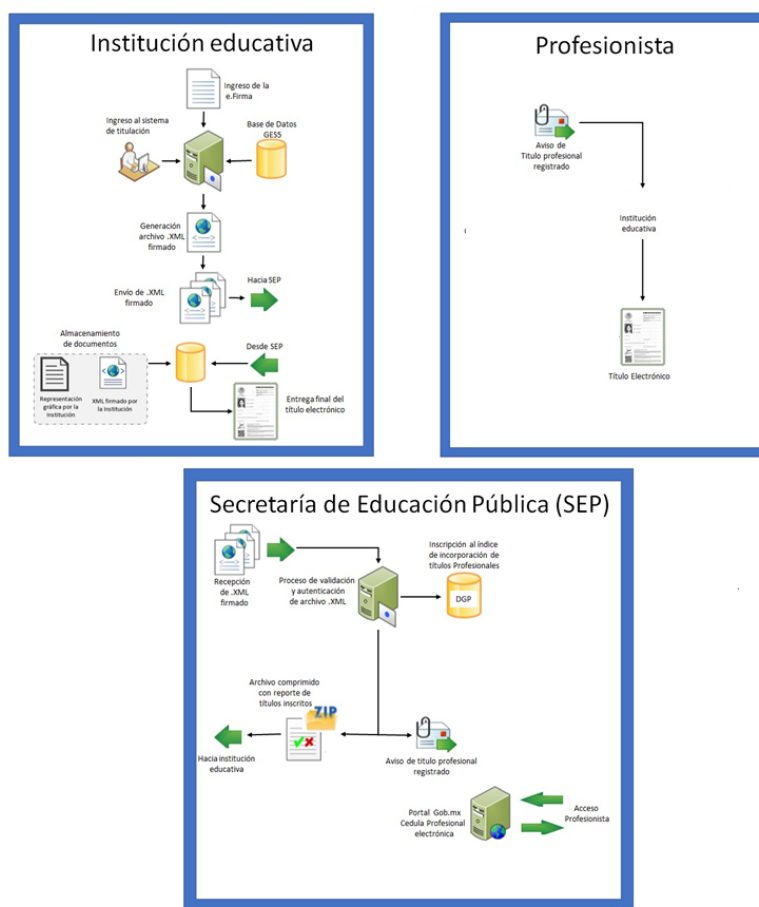 Institución educativa
Ingreso de la
e.Firma
Ingreso al sistema
de titulación
Base de Datos
GES5
Generación
archivo .XML
firmado
Envío de .XML
firmado
Hacia SEP
Almacenamiento
de documentos
Desde SEP
Representación
gráfica por la
Institución
XML firmado por
la Institución
Entrega final del
título electrónico
Profesionista
Aviso de
Titulo profesional
registrado
Institución
educativa
Título Electrónico
Secretaría de Educación Pública (SEP)
Recepción
de .XML
firmado
Proceso de validación
y autenticación
de archivo .XML
Inscripción al índice
de incorporación de
títulos Profesionales
DGP
Archivo comprimido
con reporte de
títulos inscritos
ZIP
Hacia institución
educativa
Aviso de titulo profesional
registrado
Portal Gob.mx
Cedula Profesional
electrónica
Acceso
Profesionista